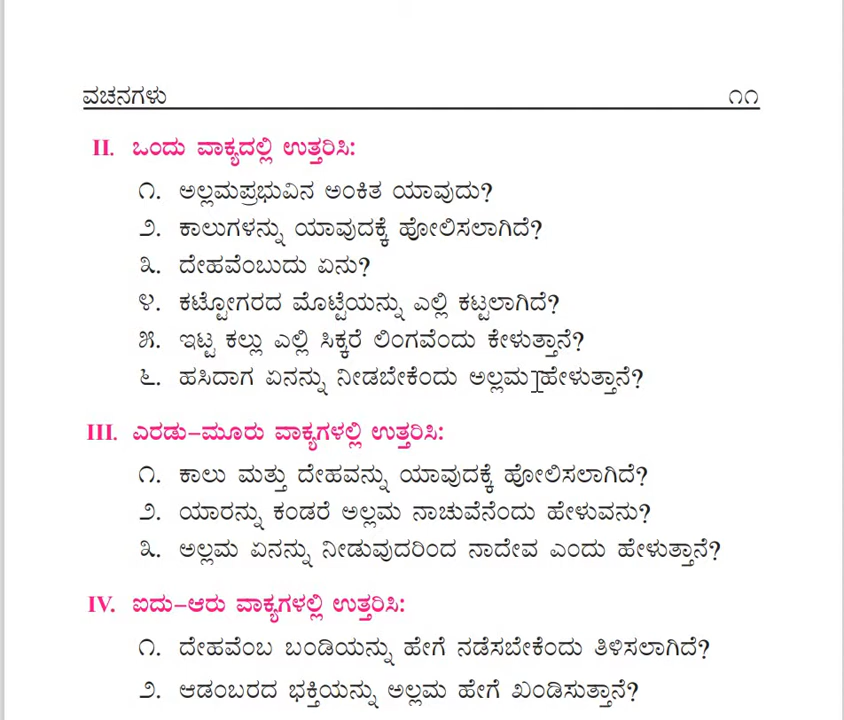 ವಚನಗಳು ೧೧
II. ಒಂದು ವಾಕ್ಯದಲ್ಲಿ ಉತ್ತರಿಸಿ:
೧. ಅಲ್ಲಮಪ್ರಭುವಿನ ಅಂಕಿತ ಯಾವುದು?
೨. ಕಾಲುಗಳನ್ನು ಯಾವುದಕ್ಕೆ ಹೋಲಿಸಲಾಗಿದೆ?
೩. ದೇಹವೆಂಬುದು ಏನು?
೪. ಕಟ್ಟೋಗರದ ಮೊಟ್ಟೆಯನ್ನು ಎಲ್ಲಿ ಕಟ್ಟಲಾಗಿದೆ?
೫. ಇಟ್ಟ ಕಲ್ಲು ಎಲ್ಲಿ ಸಿಕ್ಕರೆ ಲಿಂಗವೆಂದು ಕೇಳುತ್ತಾನೆ?
೬. ಹಸಿದಾಗ ಏನನ್ನು ನೀಡಬೇಕೆಂದು ಅಲ್ಲಮ ಹೇಳುತ್ತಾನೆ?
III. ಎರಡು-ಮೂರು ವಾಕ್ಯಗಳಲ್ಲಿ ಉತ್ತರಿಸಿ:
೧. ಕಾಲು ಮತ್ತು ದೇಹವನ್ನು ಯಾವುದಕ್ಕೆ ಹೋಲಿಸಲಾಗಿದೆ?
೨. ಯಾರನ್ನು ಕಂಡರೆ ಅಲ್ಲಮ ನಾಚುವೆನೆಂದು ಹೇಳುವನು?
೩. ಅಲ್ಲಮ ಏನನ್ನು ನೀಡುವುದರಿಂದ ನಾದೇವ ಎಂದು ಹೇಳುತ್ತಾನೆ?
IV. ಐದು-ಆರು ವಾಕ್ಯಗಳಲ್ಲಿ ಉತ್ತರಿಸಿ:
೧. ದೇಹವೆಂಬ ಬಂಡಿಯನ್ನು ಹೇಗೆ ನಡೆಸಬೇಕೆಂದು ತಿಳಿಸಲಾಗಿದೆ?
೨. ಆಡಂಬರದ ಭಕ್ತಿಯನ್ನು ಅಲ್ಲಮ ಹೇಗೆ ಖಂಡಿಸುತ್ತಾನೆ?